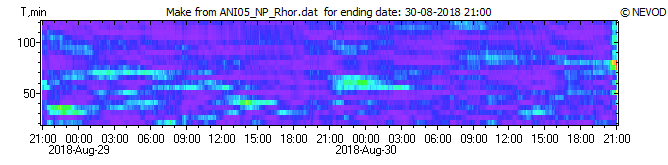 T,min Make from ANI05_NP_Rhor.dat for ending date: 30-08-2018 21:00 © NEVOD
100
50
21:00 00:00 03:00 06:00 09:00 12:00 15:00 18:00 21:00 00:00 03:00 06:00 09:00 12:00 15:00 18:00 21:00
2018-Aug-29 2018-Aug-30